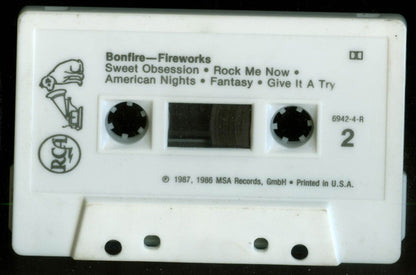 Bonfire—Fireworks
Sweet Obsession • Rock Me Now •
American Nights • Fantasy • Give It A Try
6942-4-R
2
RCA
℗ 1987, 1986 MSA Records, GmbH • Printed in U.S.A.